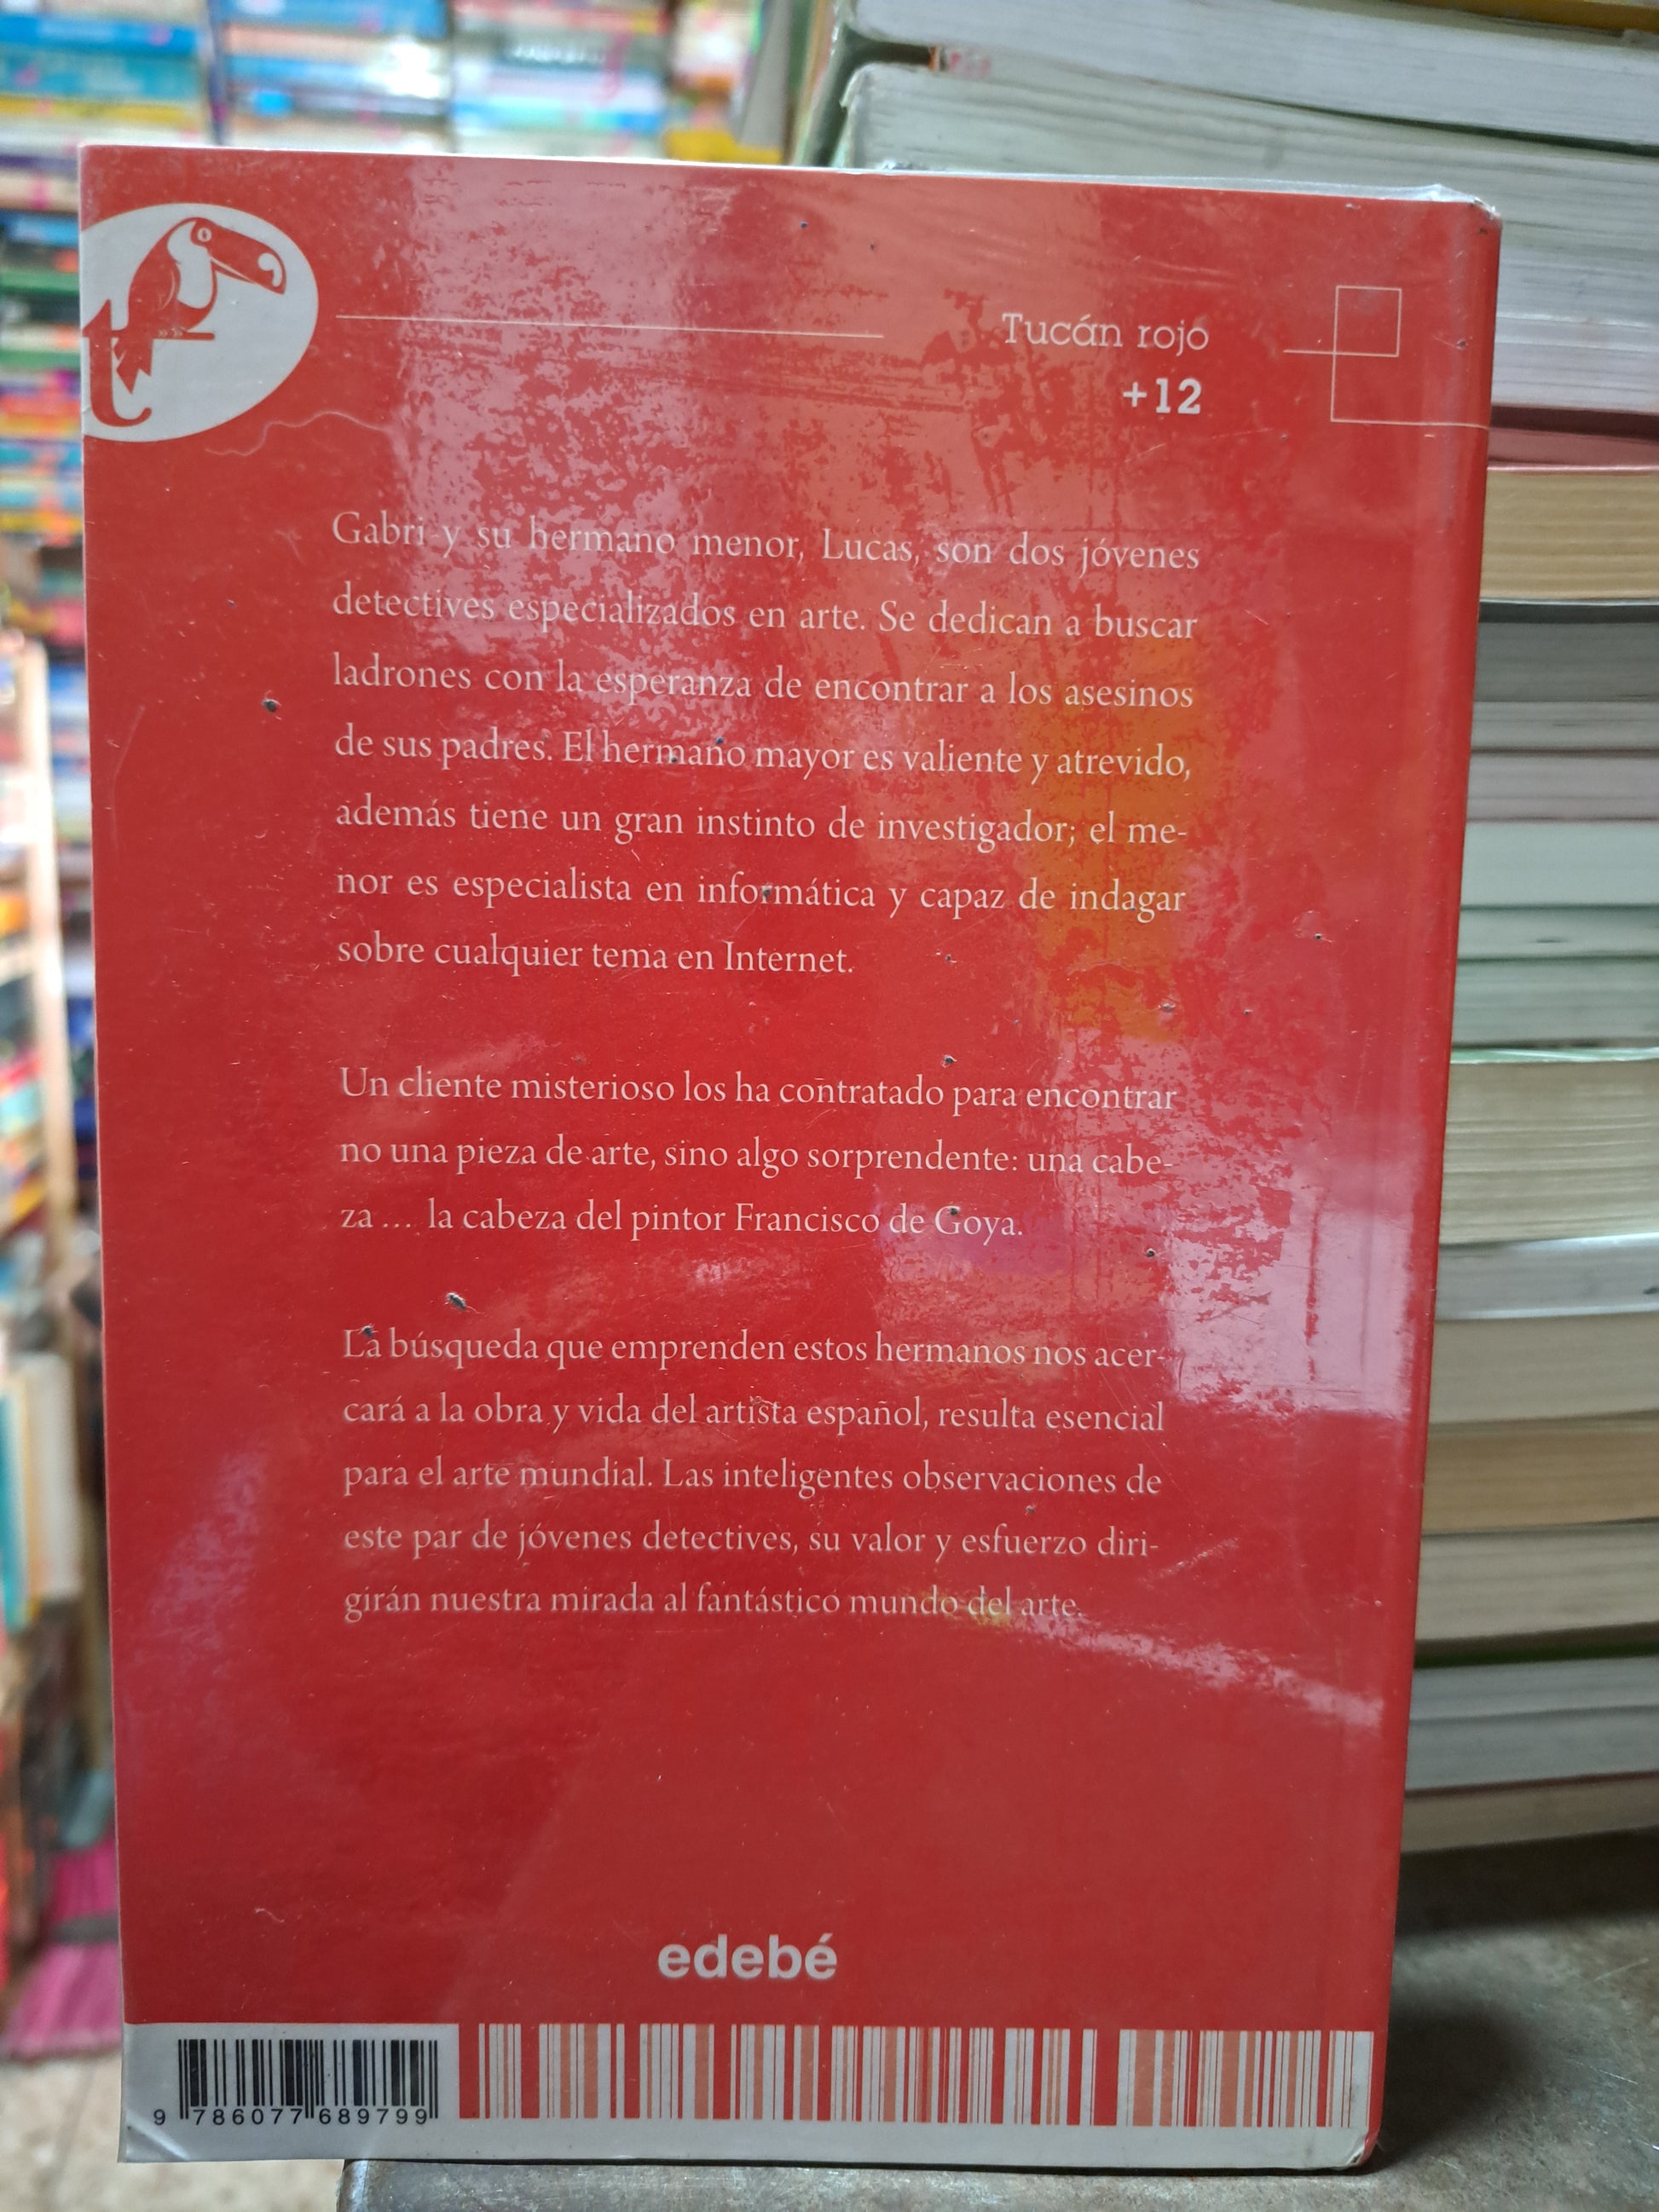 t
Tucán rojo
+12
Gabri y su hermano menor, Lucas, son dos jóvenes
detectives especializados en arte. Se dedican a buscar
ladrones con la esperanza de encontrar a los asesinos
de sus padres. El hermano mayor es valiente y atrevido,
además tiene un gran instinto de investigador; el me-
nor es especialista en informática y capaz de indagar
sobre cualquier tema en Internet.
Un cliente misterioso los ha contratado para encontrar
no una pieza de arte, sino algo sorprendente: una cabe-
za ... la cabeza del pintor Francisco de Goya.
La búsqueda que emprenden estos hermanos nos acer-
cará a la obra y vida del artista español, resulta esencial
para el arte mundial. Las inteligentes observaciones de
este par de jóvenes detectives, su valor y esfuerzo diri-
girán nuestra mirada al fantástico mundo del arte.
edebé
9 786077 689799